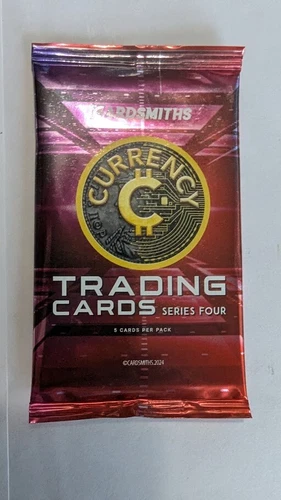 CARDSMITHS
CURRENCY
C
TRADING
CARDS SERIES FOUR
5 CARDS PER PACK
©CARDSMITHS 2024